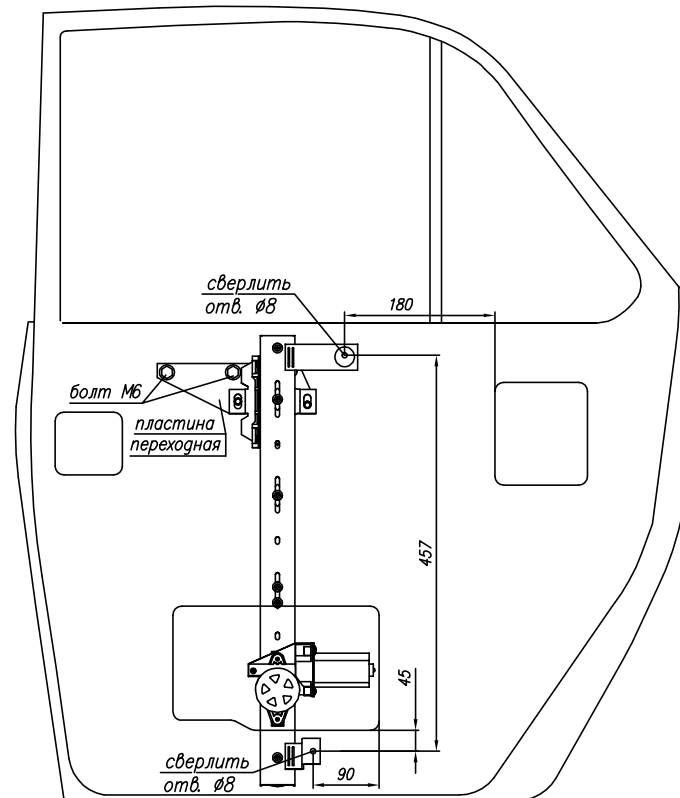 сверлить
отв. ø8
180
болт М6
пластина
переходная
457
45
сверлить
отв. ø8
90